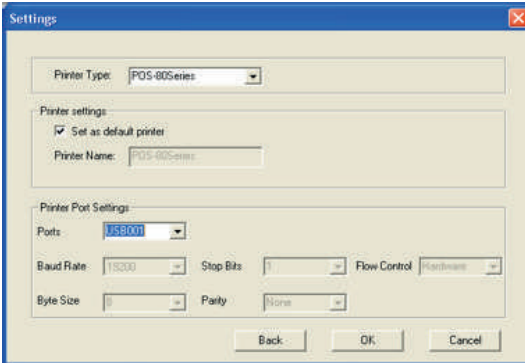 Settings
Printer Type: POS-80Series
Printer settings
Set as default printer
Printer Name: POS-80Series
Printer Port Settings
Ports USB001
Baud Rate 19200 Stop Bits 1 Flow Control Hardware
Byte Size 8 Parity None
Back OK Cancel